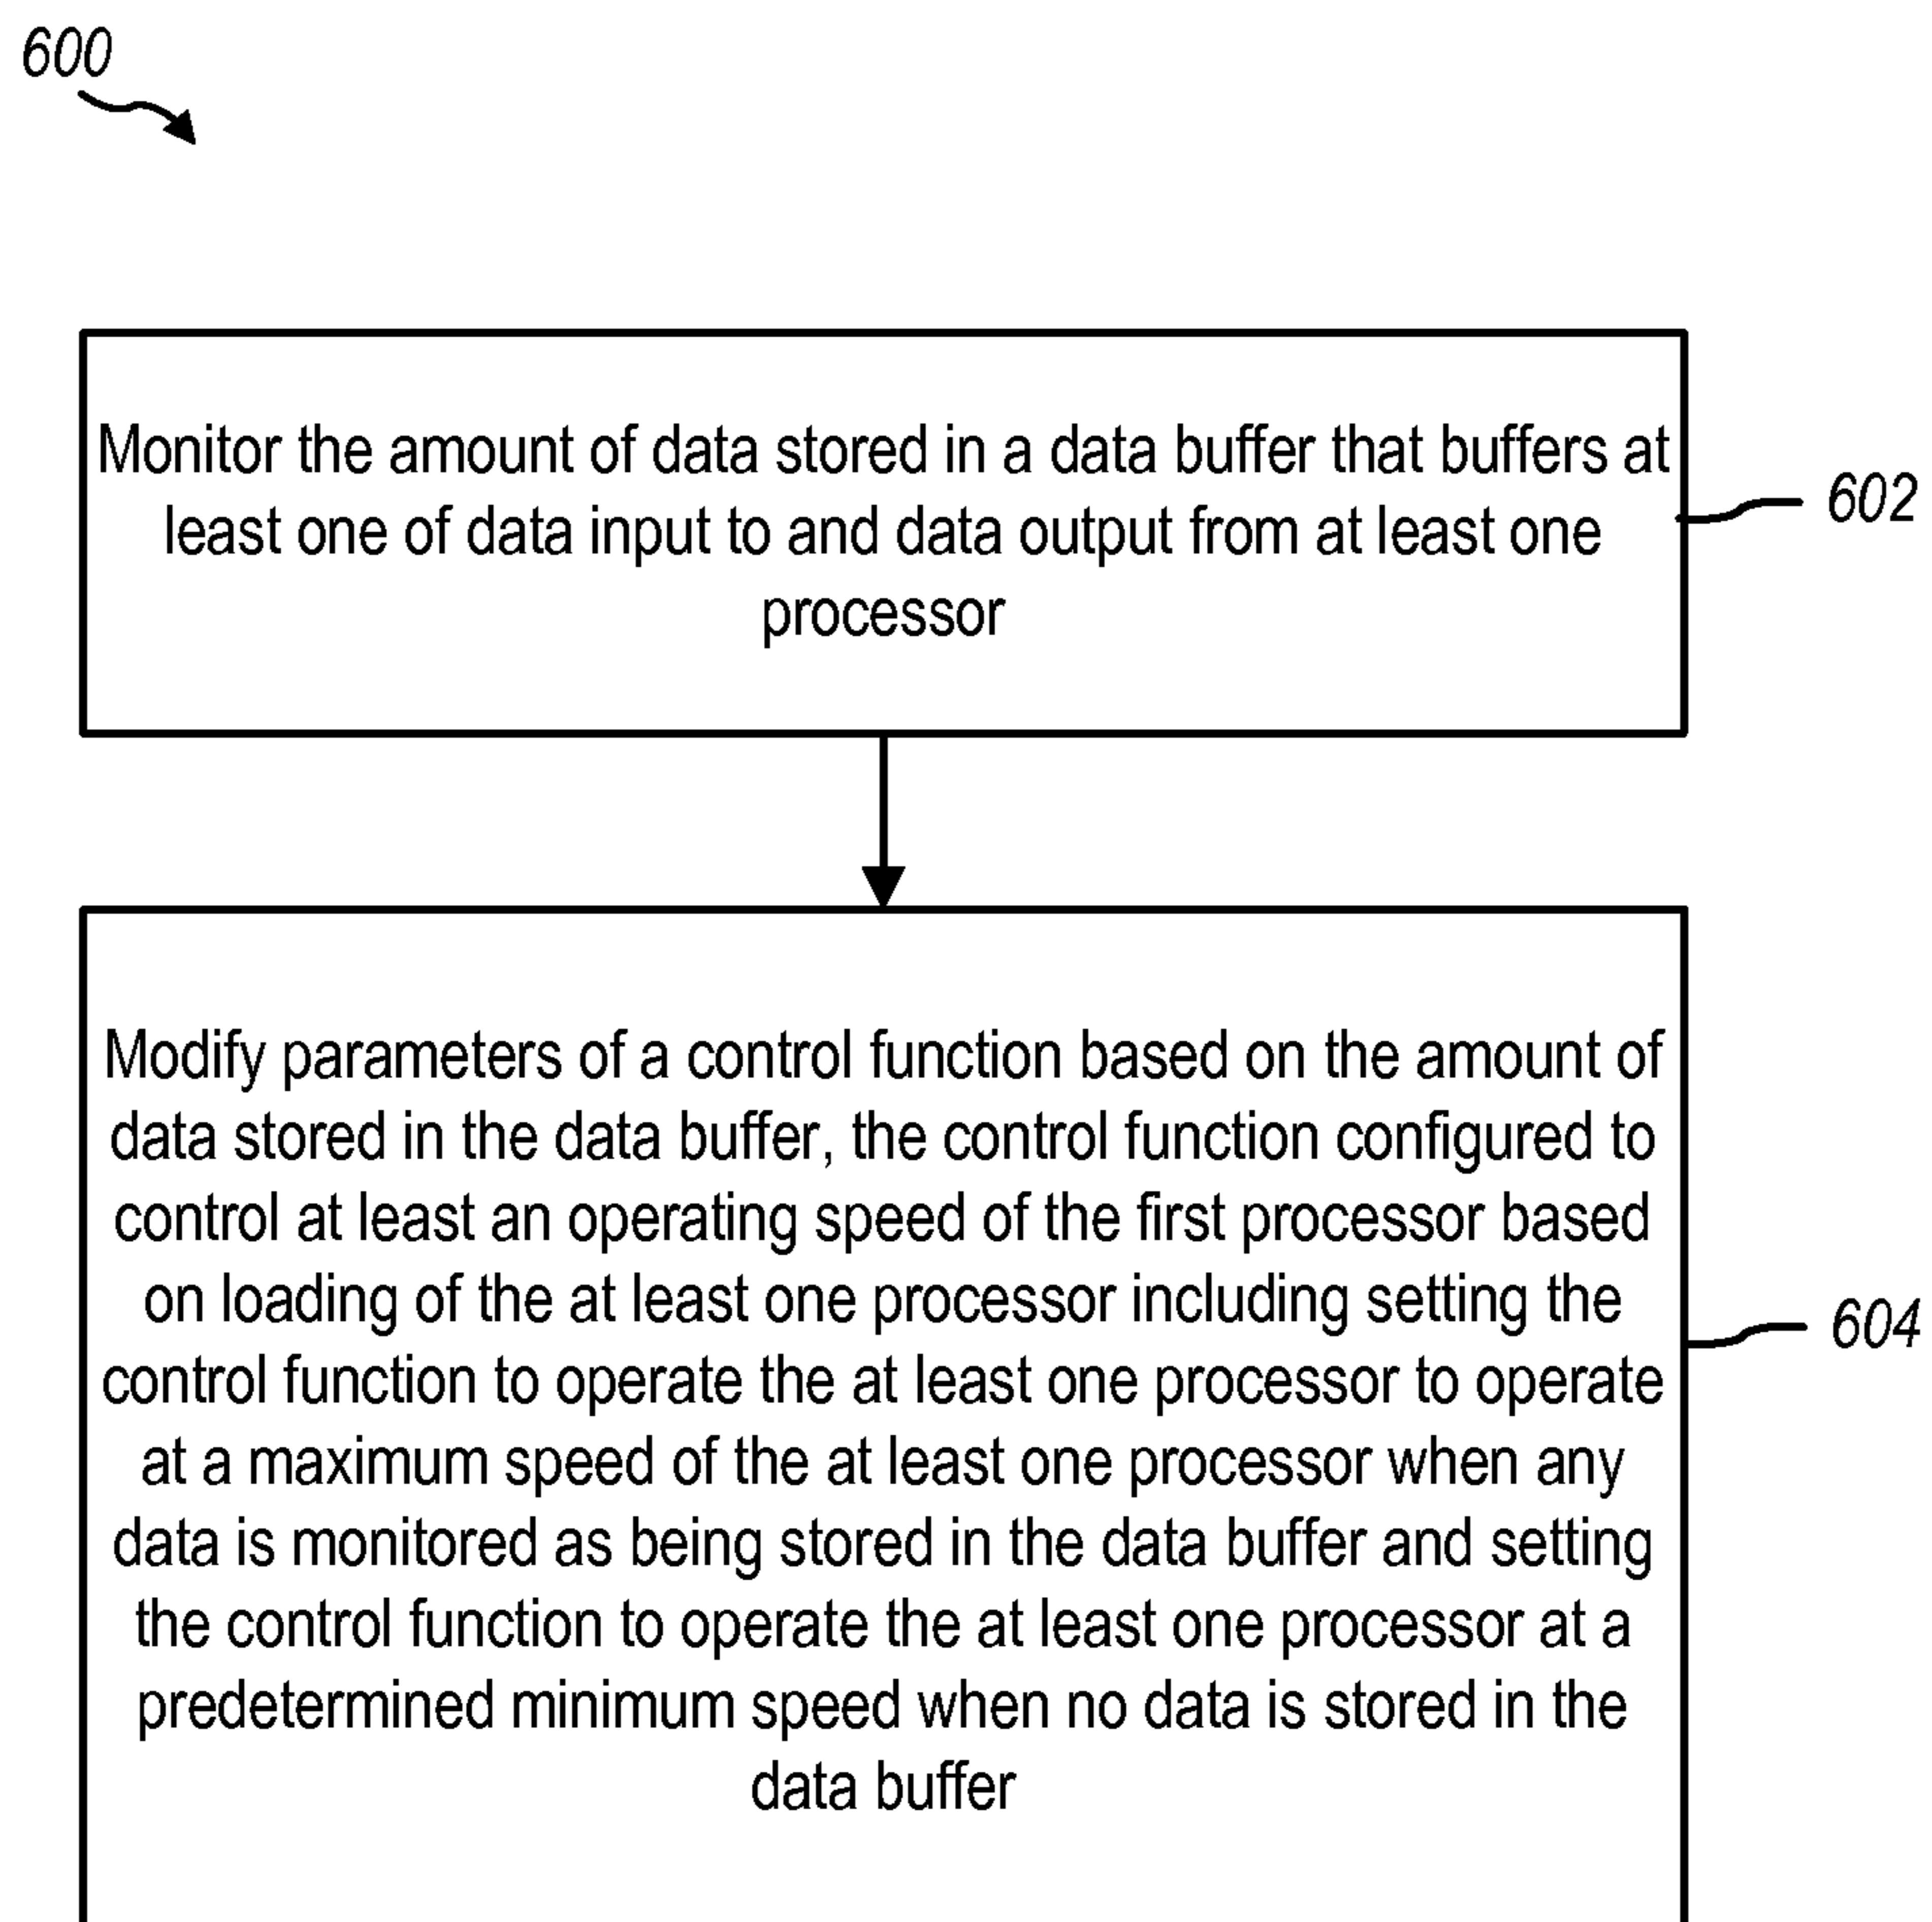 600
Monitor the amount of data stored in a data buffer that buffers at
least one of data input to and data output from at least one
processor
602
Modify parameters of a control function based on the amount of
data stored in the data buffer, the control function configured to
control at least an operating speed of the first processor based
on loading of the at least one processor including setting the
control function to operate the at least one processor to operate
at a maximum speed of the at least one processor when any
data is monitored as being stored in the data buffer and setting
the control function to operate the at least one processor at a
predetermined minimum speed when no data is stored in the
data buffer
604